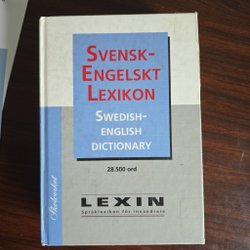 SVENSK-
ENGELSKT
LEXIKON
SWEDISH-
ENGLISH
DICTIONARY
28.500 ord
LEXIN
Språklexikon för invandrare